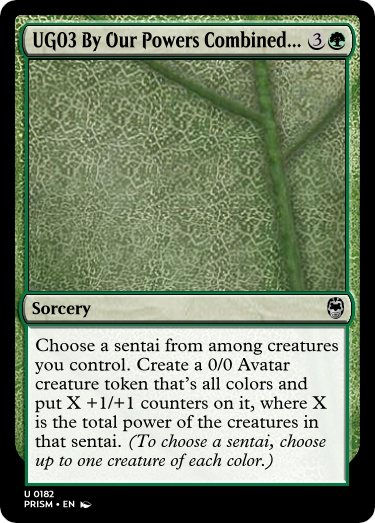 UG03 By Our Powers Combined... 3
Sorcery
Choose a sentai from among creatures
you control. Create a 0/0 Avatar
creature token that's all colors and
put X +1/+1 counters on it, where X
is the total power of the creatures in
that sentai. (To choose a sentai, choose
up to one creature of each color.)
U 0182
PRISM • EN